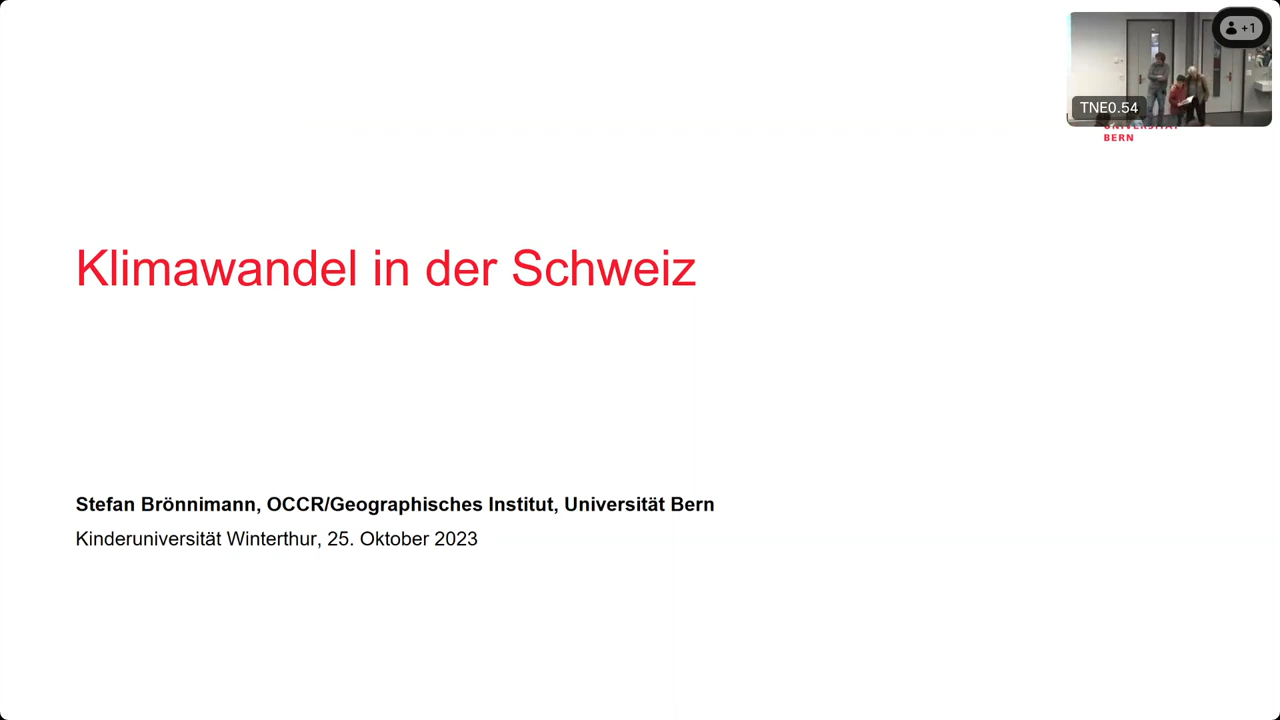 +1
TNE0.54
UNIVERSITÄT
BERN
Klimawandel in der Schweiz
Stefan Brönnimann, OCCR/Geographisches Institut, Universität Bern
Kinderuniversität Winterthur, 25. Oktober 2023